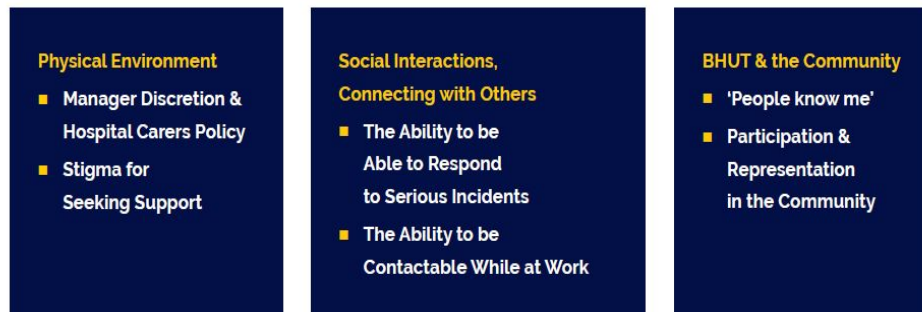 Physical Environment
■ Manager Discretion &
Hospital Carers Policy
■ Stigma for
Seeking Support
Social Interactions,
Connecting with Others
■ The Ability to be
Able to Respond
to Serious Incidents
■ The Ability to be
Contactable While at Work
BHUT & the Community
■ 'People know me'
■ Participation &
Representation
in the Community